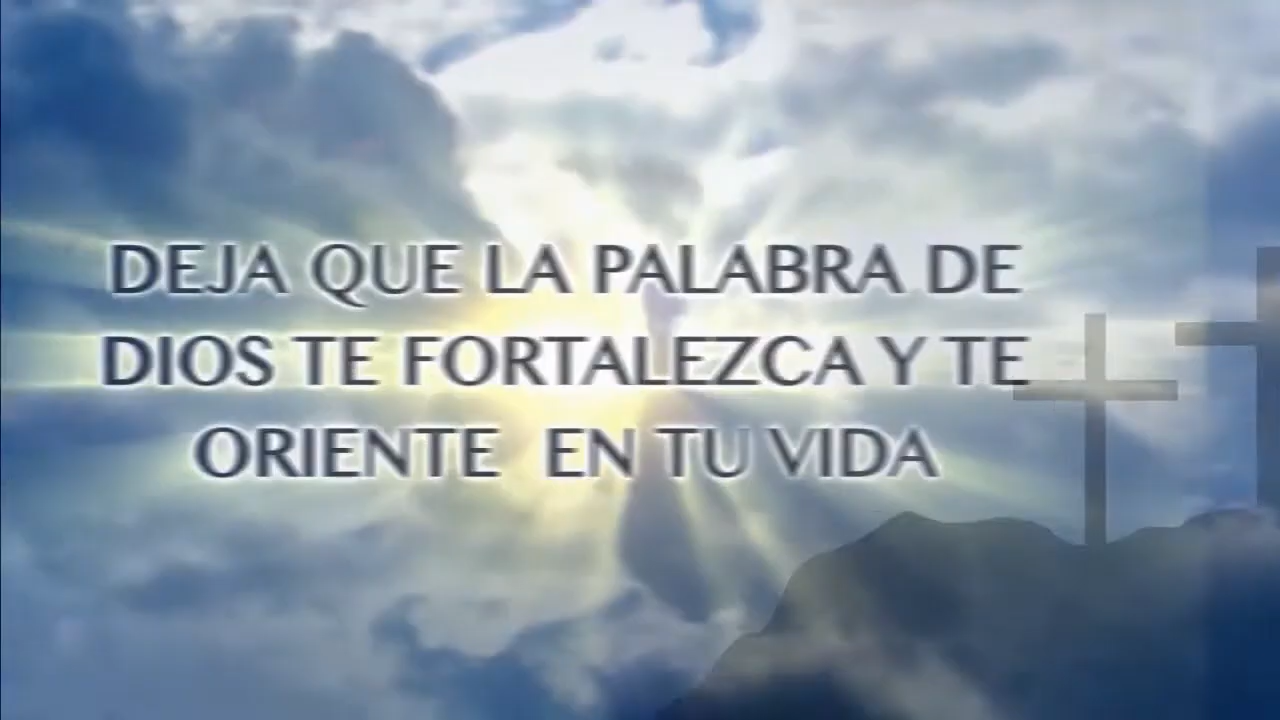 DEJA QUE LA PALABRA DE
DIOS TE FORTALEZCA Y TE
ORIENTE EN TU VIDA